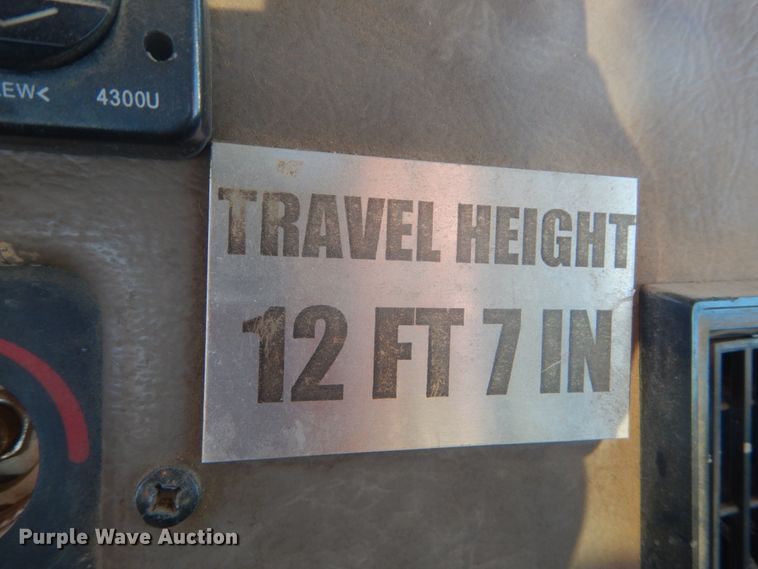 EW<
4300U
TRAVEL HEIGHT
12 FT 7 IN
Purple Wave Auction